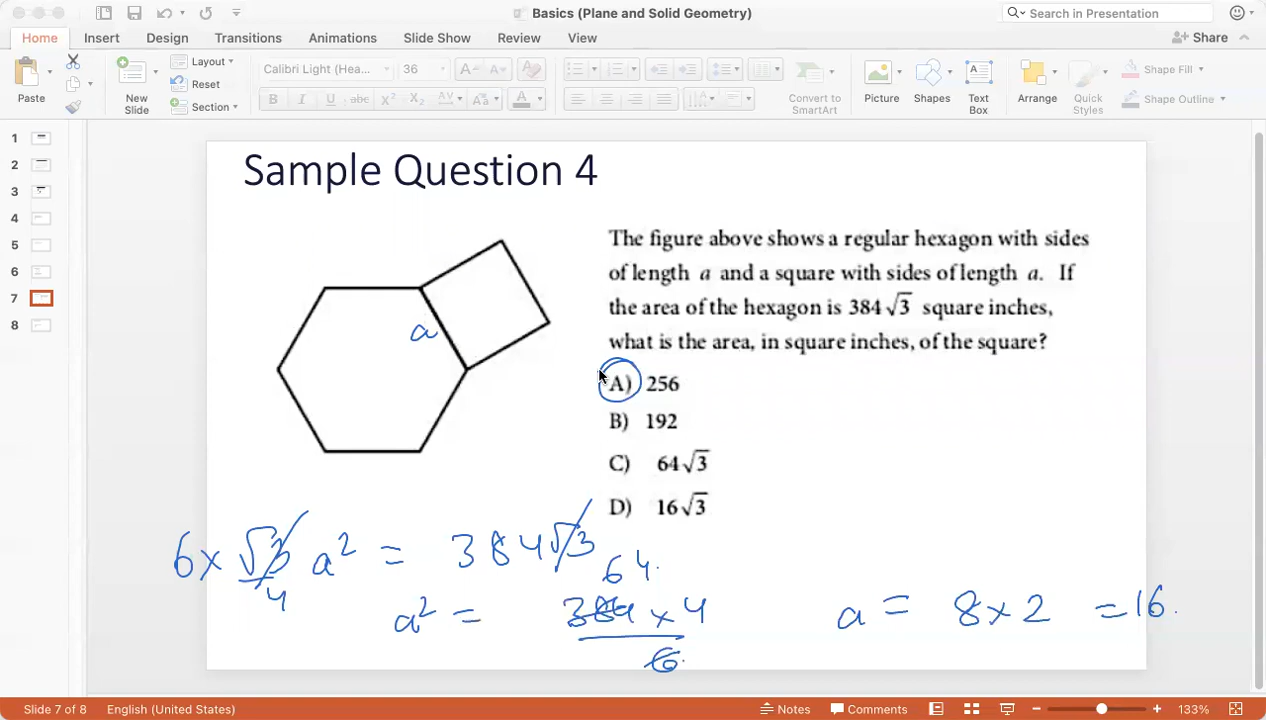 Basics (Plane and Solid Geometry)
Search in Presentation
Home Insert Design Transitions Animations Slide Show Review View
Share
Paste
New Slide
Layout
Reset
Section
Calibri Light (Hea...
36
Convert to SmartArt
Picture
Shapes
Text Box
Arrange
Quick Styles
Shape Fill
Shape Outline
1
2
3
4
5
6
7
8
Sample Question 4
a
The figure above shows a regular hexagon with sides
of length a and a square with sides of length a. If
the area of the hexagon is 384√3 square inches,
what is the area, in square inches, of the square?
A) 256
B) 192
C) 64√3
D) 16√3
6 × √3/4 a² = 384√3
64.
a² = 384 × 4
6.
a = 8 × 2 = 16.
Slide 7 of 8
English (United States)
Notes
Comments
133%